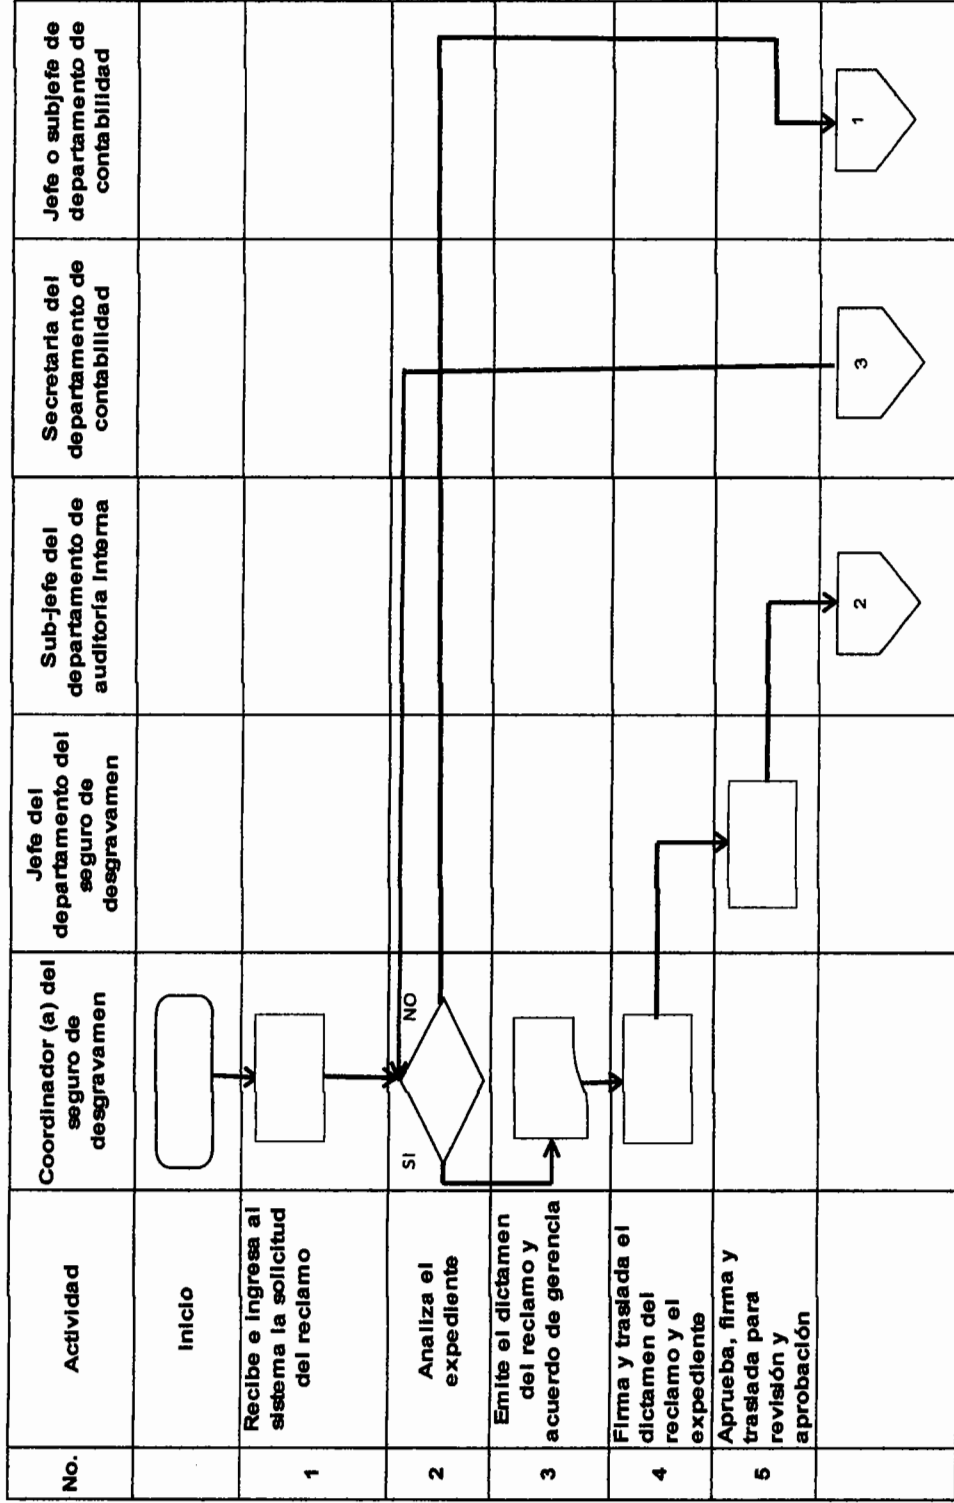 No.
Actividad
Coordinador (a) del
seguro de
desgravamen
Jefe del
departamento del
seguro de
desgravamen
Sub-jefe del
departamento de
auditoría Interna
Secretaria del
departamento de
contabilidad
Jefe o subjefe de
departamento de
contabilidad
Inicio
1
Recibe e ingresa al
sistema la solicitud
del reclamo
2
Analiza el
expediente
SI
NO
3
Emite el dictamen
del reclamo y
acuerdo de gerencia
4
Firma y traslada el
dictamen del
reclamo y el
expediente
5
Aprueba, firma y
traslada para
revisión y
aprobación
2
3
1